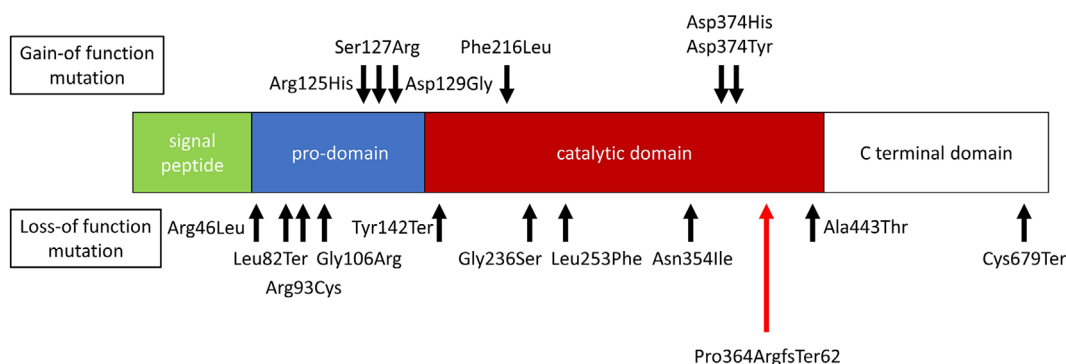 Gain-of function
mutation
Asp374His
Ser127Arg Phe216Leu Asp374Tyr
Arg125His Asp129Gly
signal
peptide
pro-domain
catalytic domain
C terminal domain
Loss-of function
mutation
Arg46Leu Tyr142Ter Ala443Thr
Leu82Ter Gly106Arg Gly236Ser Leu253Phe Asn354Ile Cys679Ter
Arg93Cys
Pro364ArgfsTer62